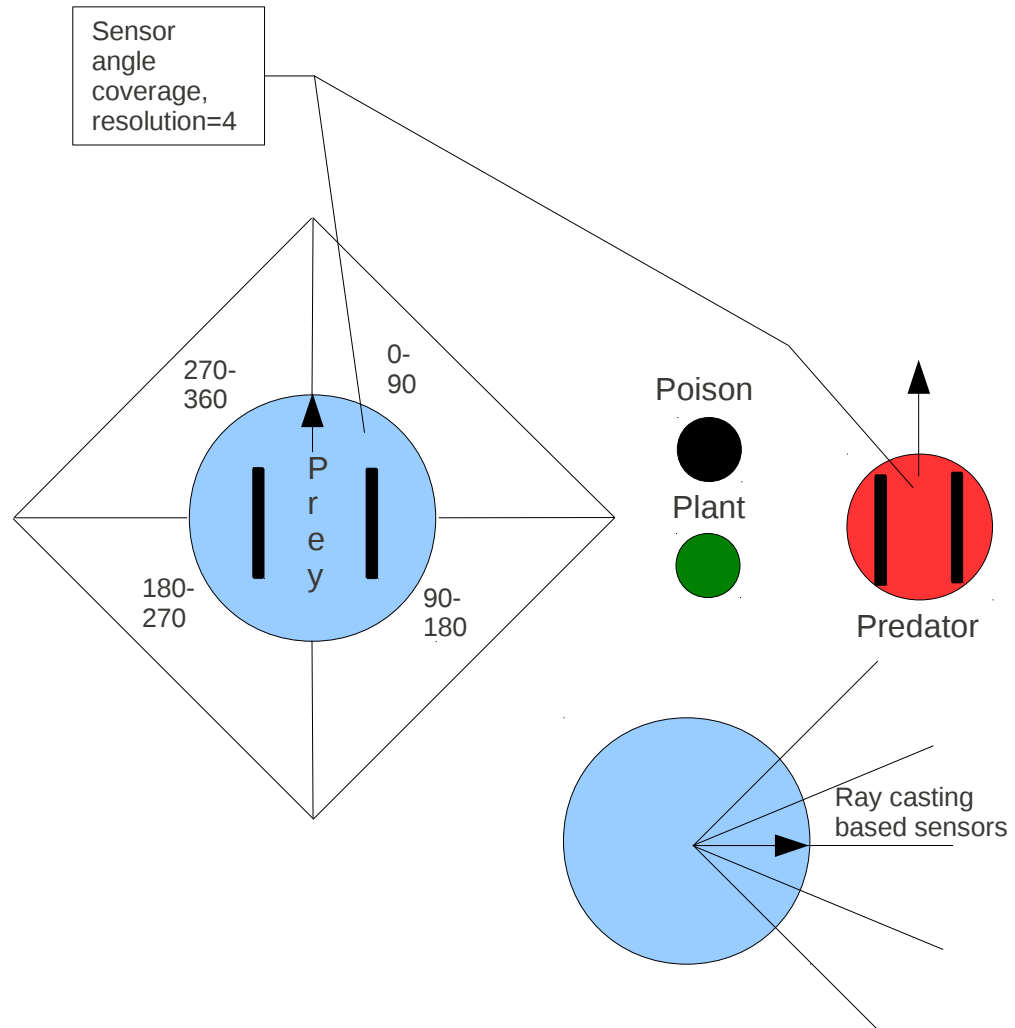 Sensor
angle
coverage,
resolution=4
270-
360
0-
90
Prey
180-
270
90-
180
Poison
Plant
Predator
Ray casting
based sensors